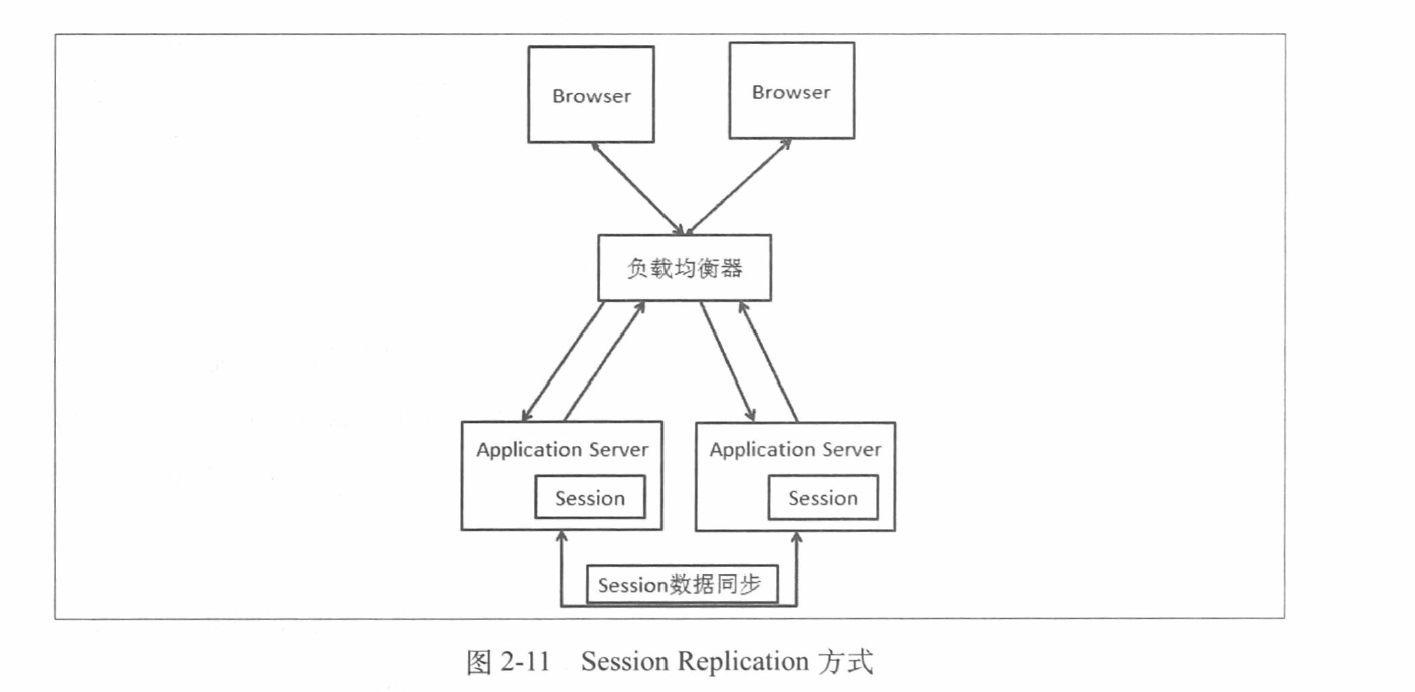 Browser
Browser
负载均衡器
Application Server
Session
Application Server
Session
Session数据同步
图 2-11 Session Replication 方式